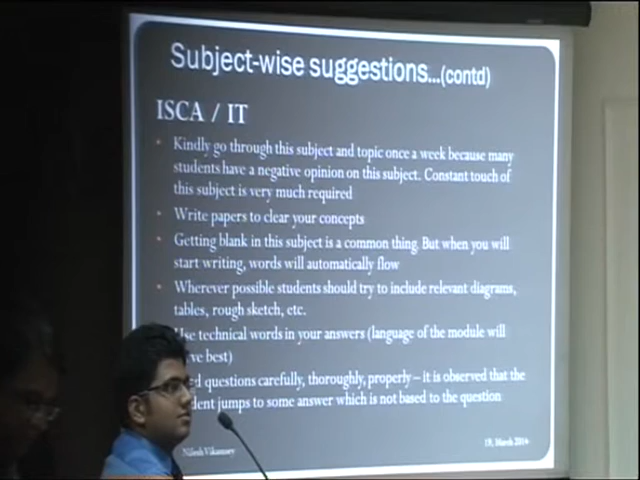 Subject-wise suggestions...(contd)
ISCA / IT
Kindly go through this subject and topic once a week because many
students have a negative opinion on this subject. Constant touch of
this subject is very much required
Write papers to clear your concepts
Getting blank in this subject is a common thing. But when you will
start writing, words will automatically flow
Wherever possible students should try to include relevant diagrams,
tables, rough sketch, etc.
Use technical words in your answers (language of the module will
ve best)
d questions carefully, thoroughly, properly – it is observed that the
dent jumps to some answer which is not based to the question
Nilesh Vikamsey
19, March 2014